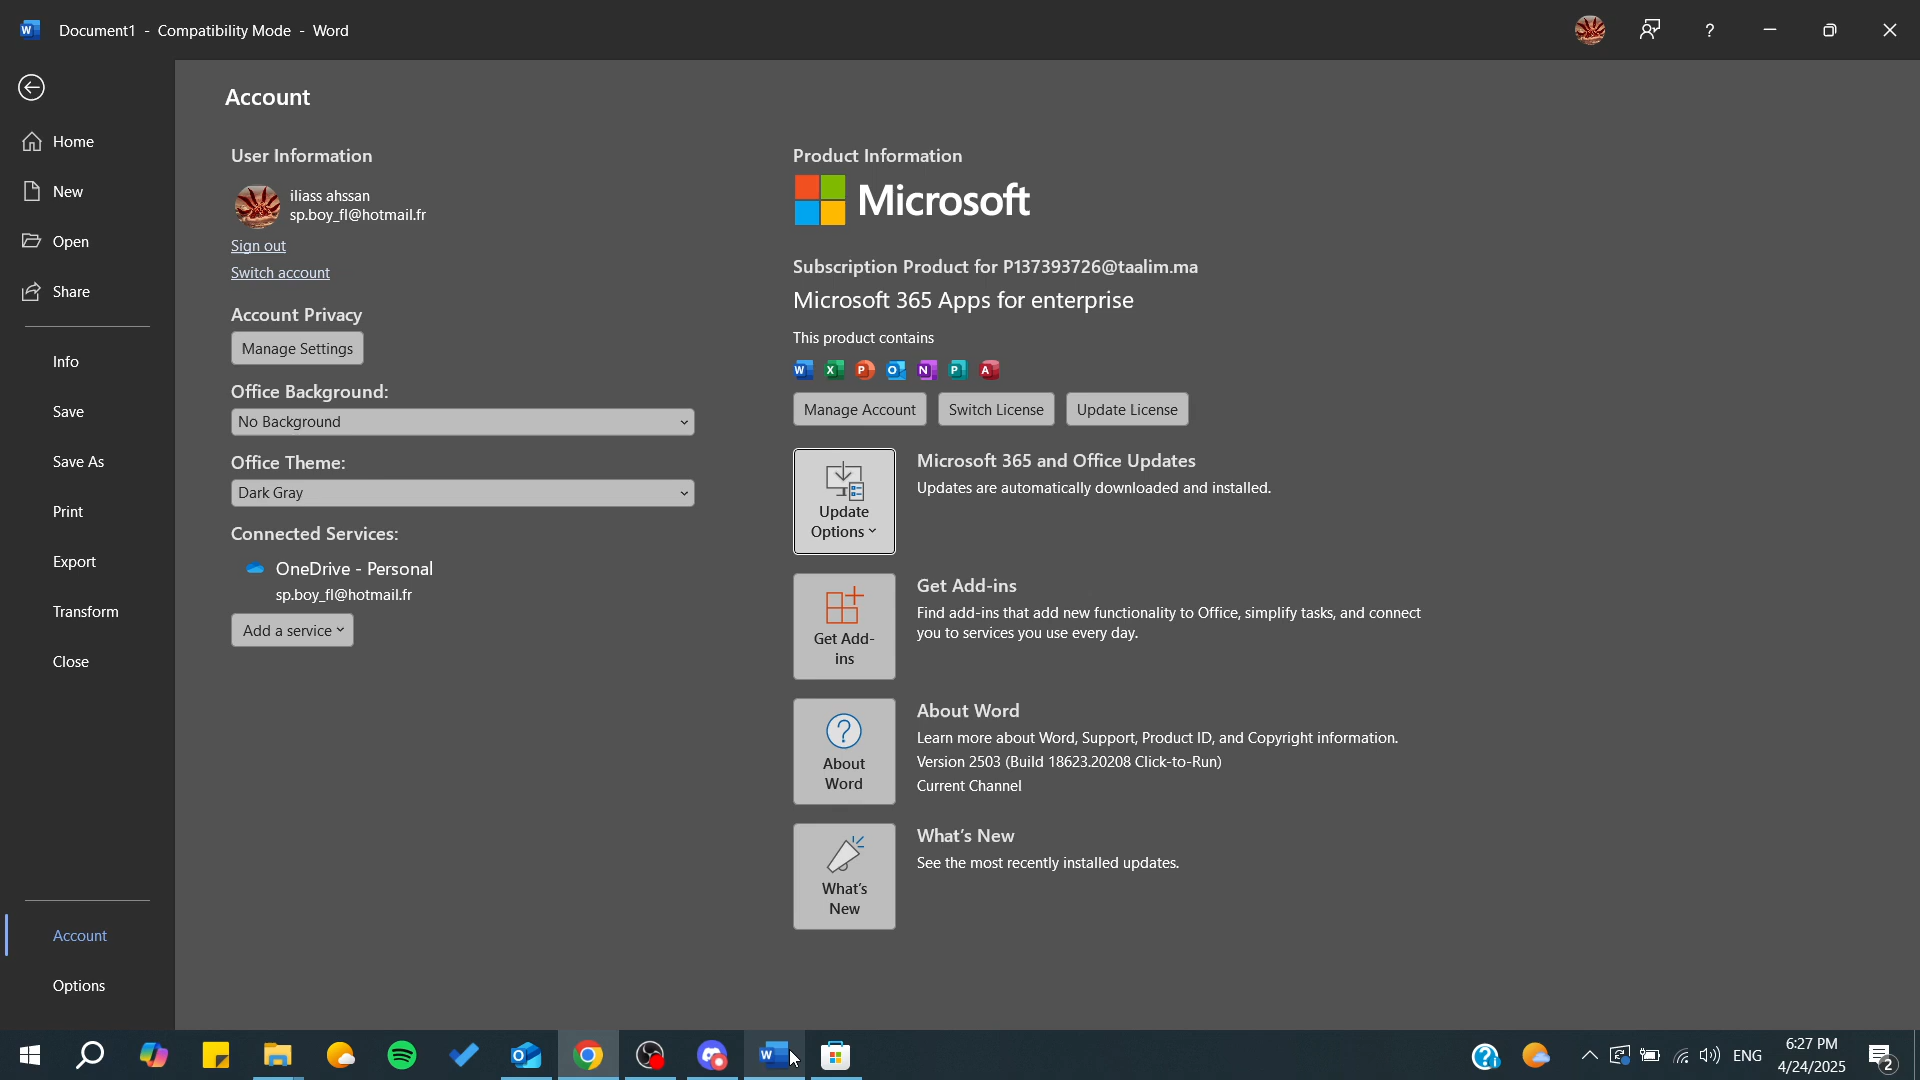 Document1 - Compatibility Mode - Word
?
Account
Home
New
Open
Share
Info
Save
Save As
Print
Export
Transform
Close
Account
Options
User Information
iliass ahssan
sp.boy_fl@hotmail.fr
Sign out
Switch account
Account Privacy
Manage Settings
Office Background:
No Background
Office Theme:
Dark Gray
Connected Services:
OneDrive - Personal
sp.boy_fl@hotmail.fr
Add a service
Product Information
Microsoft
Subscription Product for P137393726@taalim.ma
Microsoft 365 Apps for enterprise
This product contains
Manage Account
Switch License
Update License
Update
Options
Microsoft 365 and Office Updates
Updates are automatically downloaded and installed.
Get Add-
ins
Get Add-ins
Find add-ins that add new functionality to Office, simplify tasks, and connect
you to services you use every day.
About
Word
About Word
Learn more about Word, Support, Product ID, and Copyright information.
Version 2503 (Build 18623.20208 Click-to-Run)
Current Channel
What's
New
What's New
See the most recently installed updates.
ENG
6:27 PM
4/24/2025
2